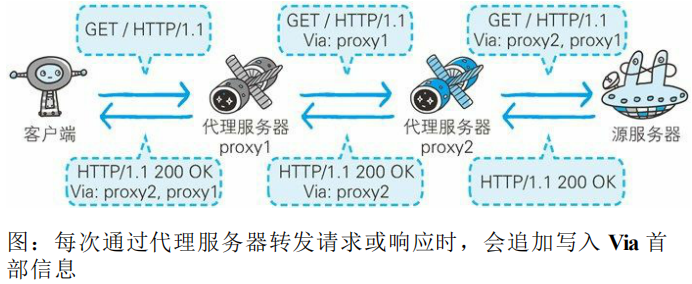 GET / HTTP/1.1
GET / HTTP/1.1
Via: proxy1
GET / HTTP/1.1
Via: proxy2, proxy1
客户端
代理服务器
proxy1
代理服务器
proxy2
源服务器
HTTP/1.1 200 OK
Via: proxy2, proxy1
HTTP/1.1 200 OK
Via: proxy2
HTTP/1.1 200 OK
图：每次通过代理服务器转发请求或响应时，会追加写入 Via 首
部信息